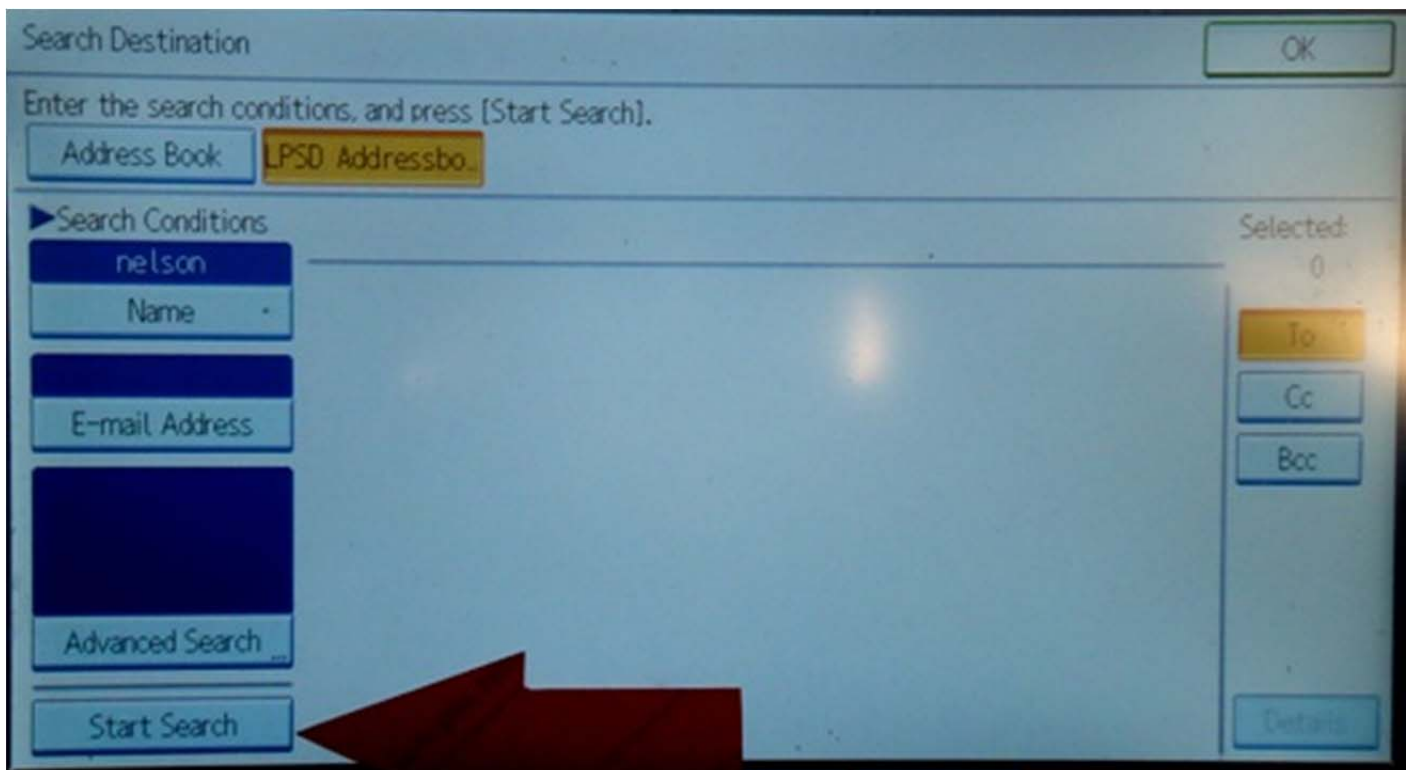 Search Destination
OK
Enter the search conditions, and press [Start Search].
Address Book
LPSD Addressbo...
▶Search Conditions
nelson
Name
E-mail Address
Advanced Search
Start Search
Selected:
0
To
Cc
Bcc
Details